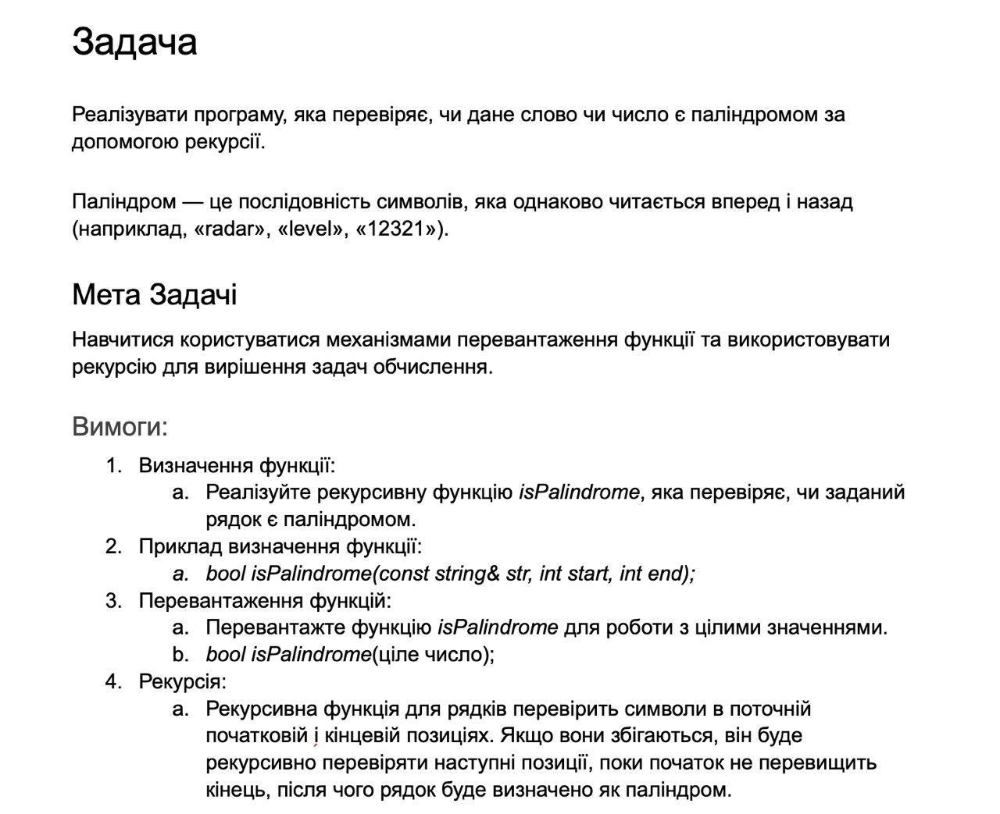 Задача
Реалізувати програму, яка перевіряє, чи дане слово чи число є паліндромом за
допомогою рекурсії.
Паліндром — це послідовність символів, яка однаково читається вперед і назад
(наприклад, «radar», «level», «12321»).
Мета Задачі
Навчитися користуватися механізмами перевантаження функції та використовувати
рекурсію для вирішення задач обчислення.
Вимоги:
1. Визначення функції:
a. Реалізуйте рекурсивну функцію isPalindrome, яка перевіряє, чи заданий
рядок є паліндромом.
2. Приклад визначення функції:
a. bool isPalindrome(const string& str, int start, int end);
3. Перевантаження функцій:
a. Перевантажте функцію isPalindrome для роботи з цілими значеннями.
b. bool isPalindrome(ціле число);
4. Рекурсія:
a. Рекурсивна функція для рядків перевірить символи в поточній
початковій і кінцевій позиціях. Якщо вони збігаються, він буде
рекурсивно перевіряти наступні позиції, поки початок не перевищить
кінець, після чого рядок буде визначено як паліндром.